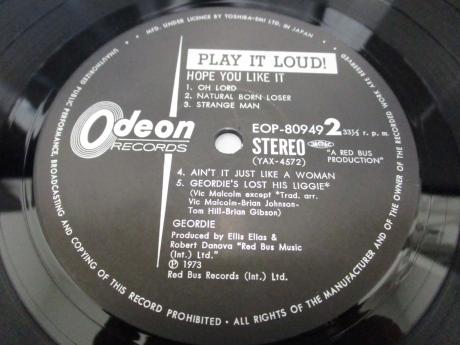 MFD. UNDER LICENCE BY TOSHIBA-EMI LTD. IN JAPAN
UNAUTHORIZED PUBLIC PERFORMANCE, BROADCASTING AND COPYING OF THIS RECORD PROHIBITED • ALL RIGHTS OF THE MANUFACTURER AND OF THE OWNER OF THE RECORDED WORK ARE RESERVED
PLAY IT LOUD!
HOPE YOU LIKE IT
1. OH LORD
2. NATURAL BORN LOSER
3. STRANGE MAN
Odeon
RECORDS
EOP-80949 2 33⅓ r. p. m.
STEREO
(YAX-4572)
"A RED BUS
PRODUCTION"
4. AIN'T IT JUST LIKE A WOMAN
5. GEORDIE'S LOST HIS LIGGIE*
(Vic Malcolm except *Trad. arr.
Vic Malcolm-Brian Johnson-
Tom Hill-Brian Gibson)
GEORDIE
Produced by Ellis Elias &
Robert Danova "Red Bus Music
(Int.) Ltd."
Ⓟ 1973
Red Bus Records (Int.) Ltd.